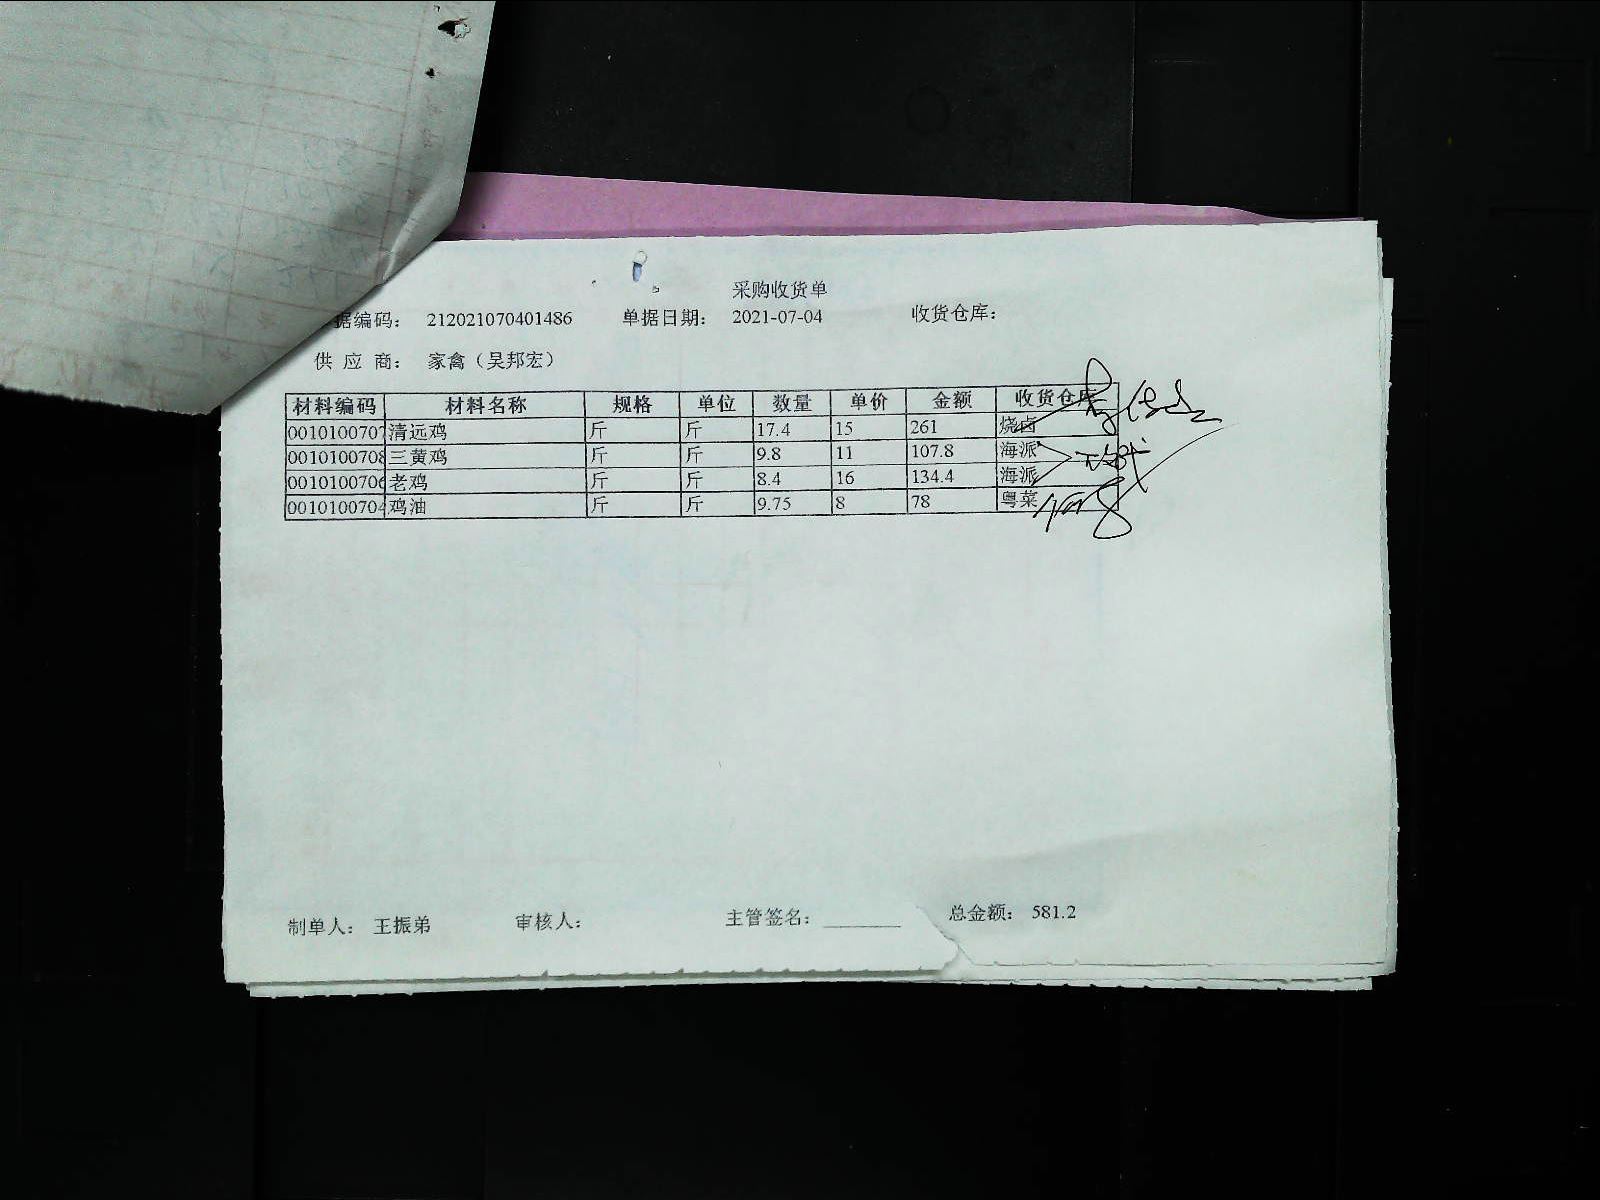 采购收货单
据编码： 212021070401486 单据日期： 2021-07-04 收货仓库：
供 应 商： 家禽（吴邦宏）
材料编码 材料名称 规格 单位 数量 单价 金额 收货仓库
0010100707 清远鸡 斤 斤 17.4 15 261 烧卤
0010100708 三黄鸡 斤 斤 9.8 11 107.8 海派
0010100706 老鸡 斤 斤 8.4 16 134.4 海派
0010100704 鸡油 斤 斤 9.75 8 78 粤菜
制单人： 王振弟 审核人： 主管签名： 总金额： 581.2